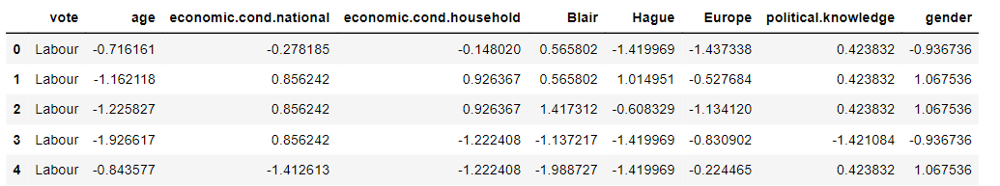 vote age economic.cond.national economic.cond.household Blair Hague Europe political.knowledge gender
0 Labour -0.716161 -0.278185 -0.148020 0.565802 -1.419969 -1.437338 0.423832 -0.936736
1 Labour -1.162118 0.856242 0.926367 0.565802 1.014951 -0.527684 0.423832 1.067536
2 Labour -1.225827 0.856242 0.926367 1.417312 -0.608329 -1.134120 0.423832 1.067536
3 Labour -1.926617 0.856242 -1.222408 -1.137217 -1.419969 -0.830902 -1.421084 -0.936736
4 Labour -0.843577 -1.412613 -1.222408 -1.988727 -1.419969 -0.224465 0.423832 1.067536